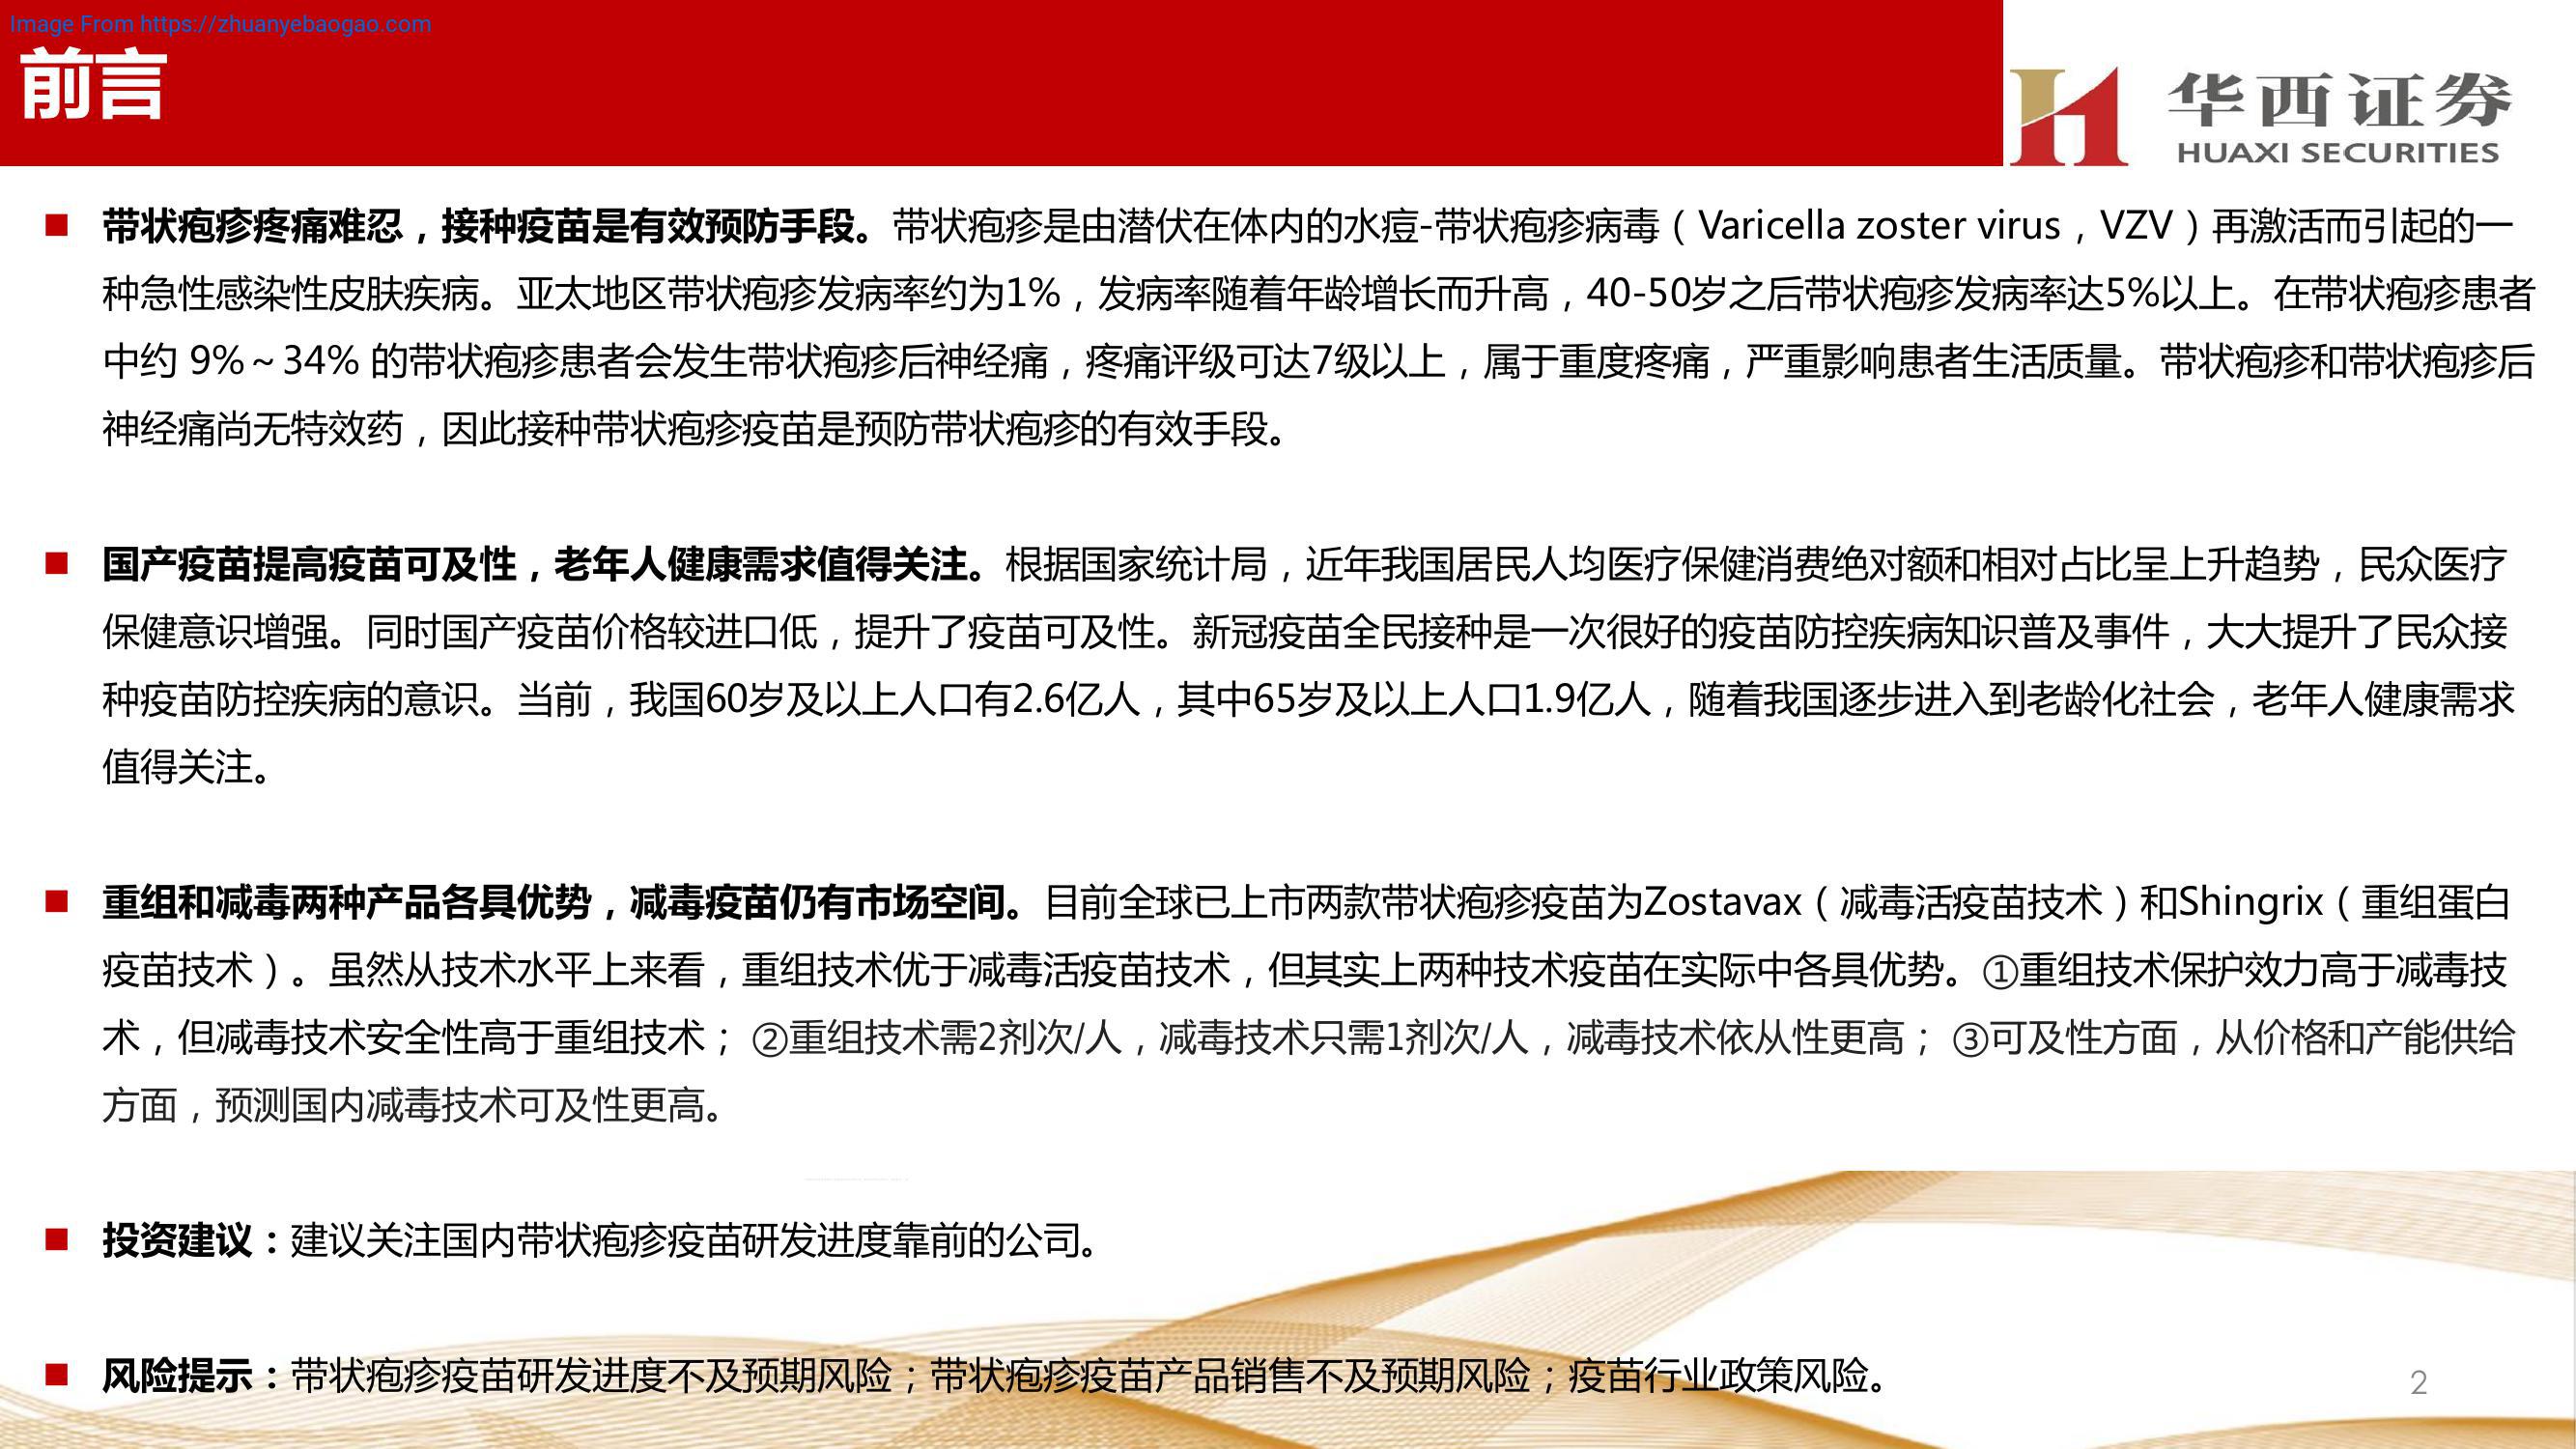 Image From https://zhuanyebaogao.com
前言
华西证券
HUAXI SECURITIES
带状疱疹疼痛难忍，接种疫苗是有效预防手段。带状疱疹是由潜伏在体内的水痘-带状疱疹病毒（Varicella zoster virus，VZV）再激活而引起的一
种急性感染性皮肤疾病。亚太地区带状疱疹发病率约为1%，发病率随着年龄增长而升高，40-50岁之后带状疱疹发病率达5%以上。在带状疱疹患者
中约 9%～34% 的带状疱疹患者会发生带状疱疹后神经痛，疼痛评级可达7级以上，属于重度疼痛，严重影响患者生活质量。带状疱疹和带状疱疹后
神经痛尚无特效药，因此接种带状疱疹疫苗是预防带状疱疹的有效手段。
国产疫苗提高疫苗可及性，老年人健康需求值得关注。根据国家统计局，近年我国居民人均医疗保健消费绝对额和相对占比呈上升趋势，民众医疗
保健意识增强。同时国产疫苗价格较进口低，提升了疫苗可及性。新冠疫苗全民接种是一次很好的疫苗防控疾病知识普及事件，大大提升了民众接
种疫苗防控疾病的意识。当前，我国60岁及以上人口有2.6亿人，其中65岁及以上人口1.9亿人，随着我国逐步进入到老龄化社会，老年人健康需求
值得关注。
重组和减毒两种产品各具优势，减毒疫苗仍有市场空间。目前全球已上市两款带状疱疹疫苗为Zostavax（减毒活疫苗技术）和Shingrix（重组蛋白
疫苗技术）。虽然从技术水平上来看，重组技术优于减毒活疫苗技术，但其实上两种技术疫苗在实际中各具优势。①重组技术保护效力高于减毒技
术，但减毒技术安全性高于重组技术； ②重组技术需2剂次/人，减毒技术只需1剂次/人，减毒技术依从性更高； ③可及性方面，从价格和产能供给
方面，预测国内减毒技术可及性更高。
投资建议：建议关注国内带状疱疹疫苗研发进度靠前的公司。
风险提示：带状疱疹疫苗研发进度不及预期风险；带状疱疹疫苗产品销售不及预期风险；疫苗行业政策风险。
2